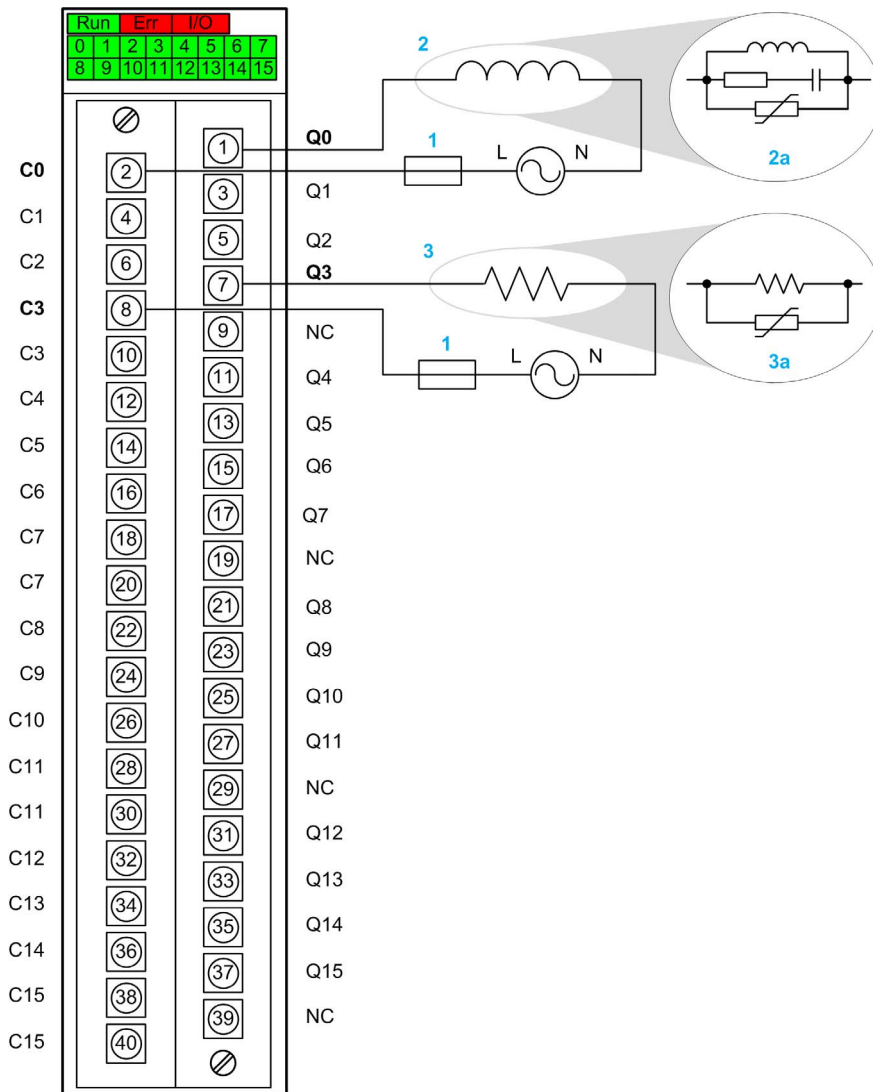 Run Err I/O
0 1 2 3 4 5 6 7
8 9 10 11 12 13 14 15
2
2a
1 Q0
1 L N
C0 2
3 Q1
C1 4
5 Q2
C2 6
3
7 Q3
C3 8
3a
9 NC
1 L N
C3 10
11 Q4
C4 12
13 Q5
C5 14
15 Q6
C6 16
17 Q7
C7 18
19 NC
C7 20
21 Q8
C8 22
23 Q9
C9 24
25 Q10
C10 26
27 Q11
C11 28
29 NC
C11 30
31 Q12
C12 32
33 Q13
C13 34
35 Q14
C14 36
37 Q15
C15 38
39 NC
C15 40